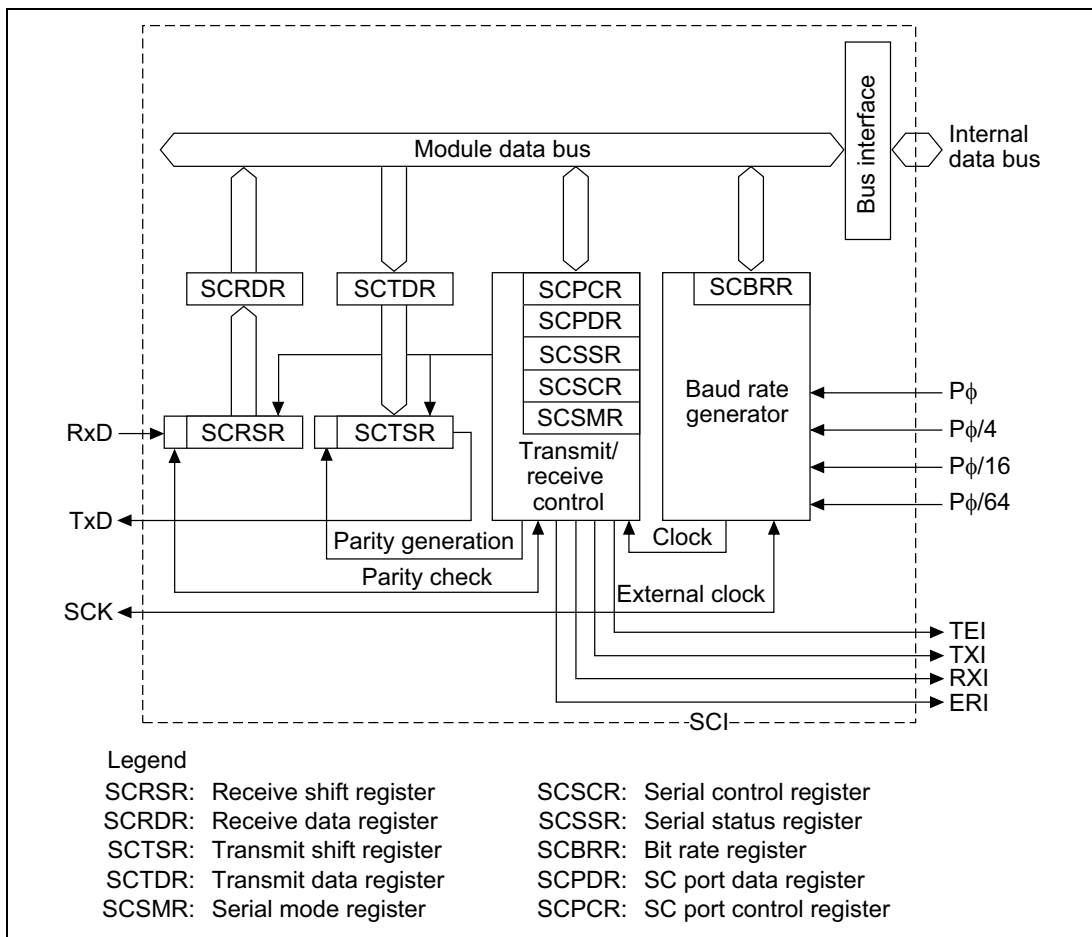 Bus interface
Module data bus
Internal
data bus
SCRDR
SCTDR
SCPCR
SCPDR
SCSSR
SCSCR
SCSMR
Transmit/
receive
control
SCBRR
Baud rate
generator
Pϕ
Pϕ/4
Pϕ/16
Pϕ/64
RxD
SCRSR
SCTSR
TxD
Parity generation
Parity check
Clock
External clock
SCK
TEI
TXI
RXI
ERI
SCI
Legend
SCRSR: Receive shift register
SCRDR: Receive data register
SCTSR: Transmit shift register
SCTDR: Transmit data register
SCSMR: Serial mode register
SCSCR: Serial control register
SCSSR: Serial status register
SCBRR: Bit rate register
SCPDR: SC port data register
SCPCR: SC port control register